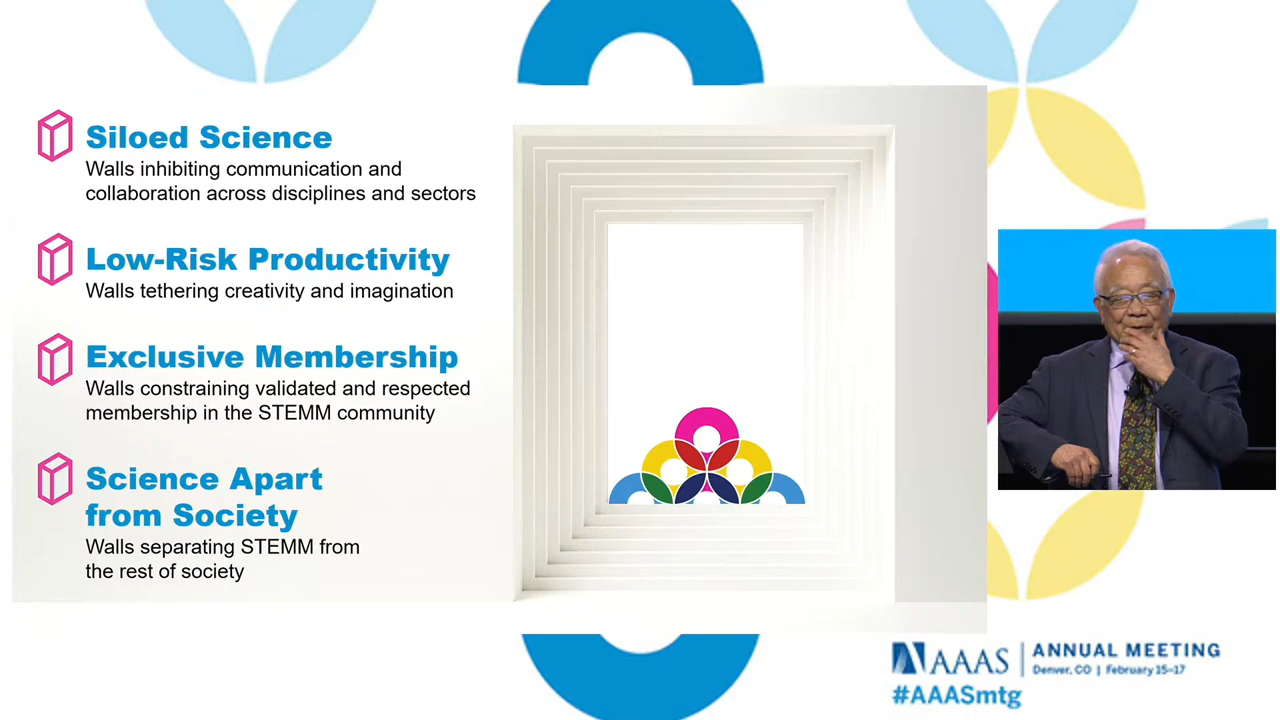 Siloed Science
Walls inhibiting communication and
collaboration across disciplines and sectors
Low-Risk Productivity
Walls tethering creativity and imagination
Exclusive Membership
Walls constraining validated and respected
membership in the STEMM community
Science Apart
from Society
Walls separating STEMM from
the rest of society
AAAS
ANNUAL MEETING
Denver, CO | February 15–17
#AAASmtg